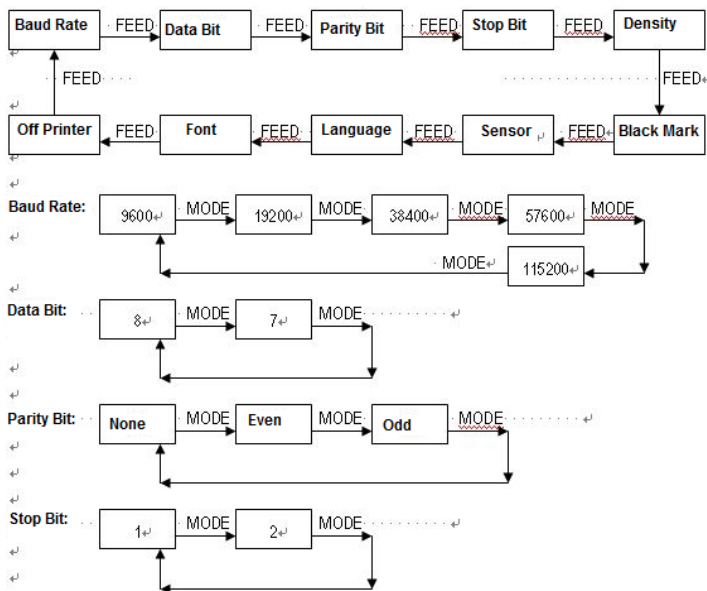 Baud Rate FEED Data Bit FEED Parity Bit FEED Stop Bit FEED Density
FEED FEED
Off Printer FEED Font FEED Language FEED Sensor FEED Black Mark
Baud Rate: 9600 MODE 19200 MODE 38400 MODE 57600 MODE
MODE 115200
Data Bit: 8 MODE 7 MODE
Parity Bit: None MODE Even MODE Odd MODE
Stop Bit: 1 MODE 2 MODE